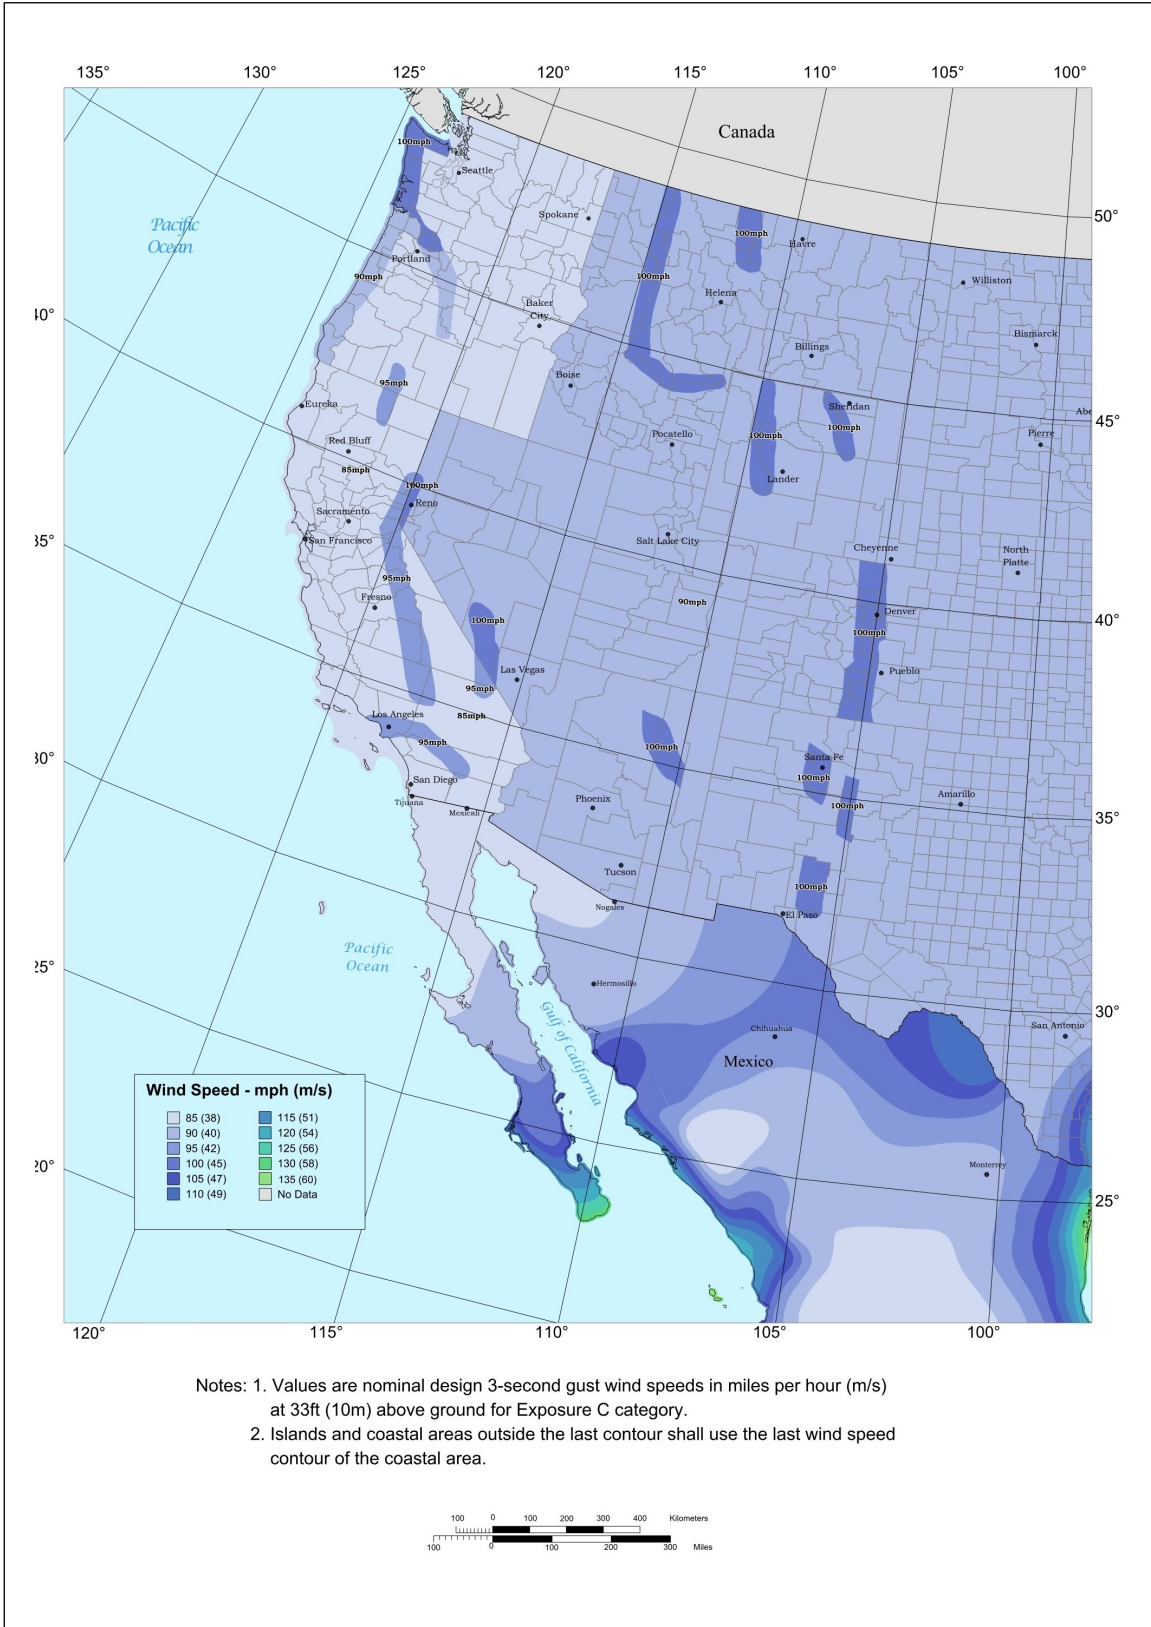 135° 130° 125° 120° 115° 110° 105° 100°
Canada
100mph
Seattle
Pacific
Ocean
Spokane
50°
100mph
Havre
Portland
90mph
100mph
Helena
Williston
Baker
City
Bismarck
40°
Billings
Boise
95mph
Eureka
Sheridan
Abe
45°
100mph
100mph
Pocatello
Pierre
Red Bluff
85mph
Lander
100mph
Reno
Sacramento
San Francisco
35°
Salt Lake City
Cheyenne
North
Platte
95mph
Fresno
90mph
Denver
40°
100mph
100mph
Las Vegas
Pueblo
95mph
Los Angeles
85mph
95mph
100mph
Santa Fe
30°
San Diego
Tijuana
Mexicali
Phoenix
100mph
100mph
Amarillo
35°
Tucson
100mph
Nogales
El Paso
Pacific
Ocean
25°
Hermosillo
Gulf of California
Chihuahua
San Antonio
30°
Mexico
Wind Speed - mph (m/s)
85 (38) 115 (51)
90 (40) 120 (54)
95 (42) 125 (56)
100 (45) 130 (58)
105 (47) 135 (60)
110 (49) No Data
20°
Monterrey
25°
120° 115° 110° 105° 100°
Notes: 1. Values are nominal design 3-second gust wind speeds in miles per hour (m/s)
at 33ft (10m) above ground for Exposure C category.
2. Islands and coastal areas outside the last contour shall use the last wind speed
contour of the coastal area.
100 0 100 200 300 400 Kilometers
100 0 100 200 300 Miles